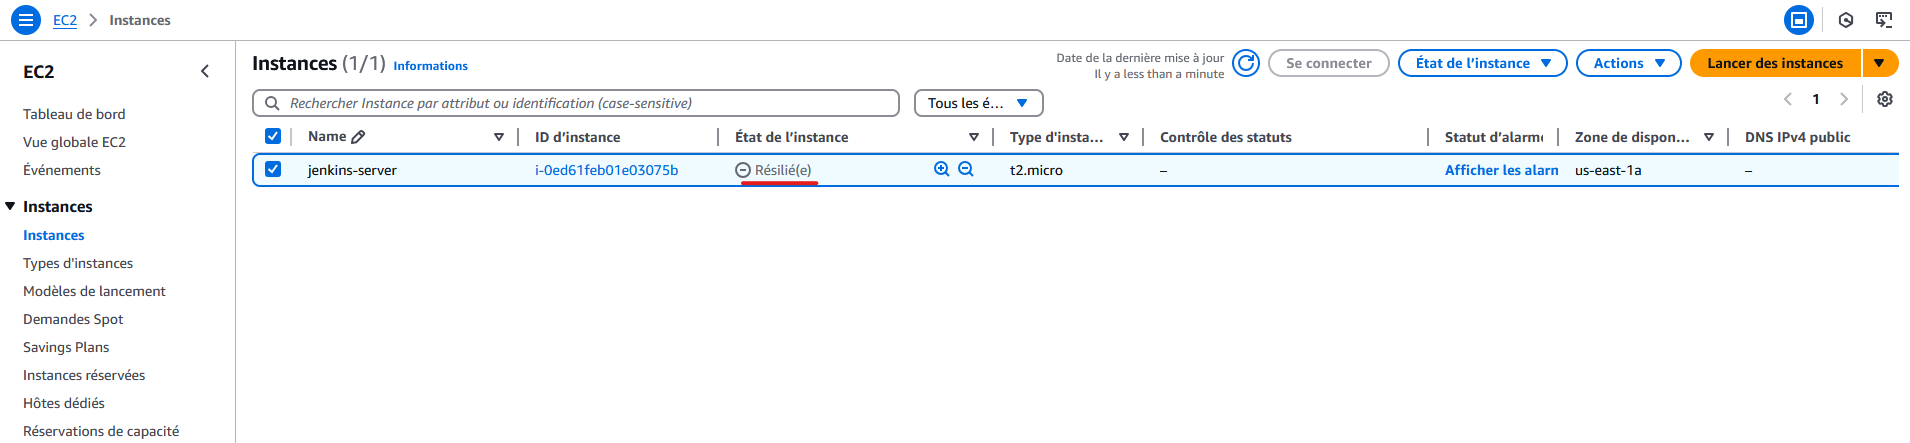 EC2 > Instances
EC2
Tableau de bord
Vue globale EC2
Événements
Instances
Instances
Types d'instances
Modèles de lancement
Demandes Spot
Savings Plans
Instances réservées
Hôtes dédiés
Réservations de capacité
Instances (1/1) Informations
Date de la dernière mise à jour
Il y a less than a minute
Se connecter
État de l'instance
Actions
Lancer des instances
Rechercher Instance par attribut ou identification (case-sensitive)
Tous les é...
1
Name ID d'instance État de l'instance Type d'insta... Contrôle des statuts Statut d'alarme Zone de dispon... DNS IPv4 public
jenkins-server i-0ed61feb01e03075b Résilié(e) t2.micro – Afficher les alarm us-east-1a –